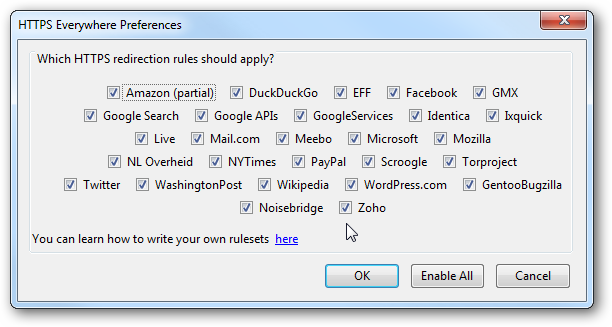 HTTPS Everywhere Preferences
Which HTTPS redirection rules should apply?
Amazon (partial) DuckDuckGo EFF Facebook GMX
Google Search Google APIs GoogleServices Identica Ixquick
Live Mail.com Meebo Microsoft Mozilla
NL Overheid NYTimes PayPal Scroogle Torproject
Twitter WashingtonPost Wikipedia WordPress.com GentooBugzilla
Noisebridge Zoho
You can learn how to write your own rulesets here
OK Enable All Cancel